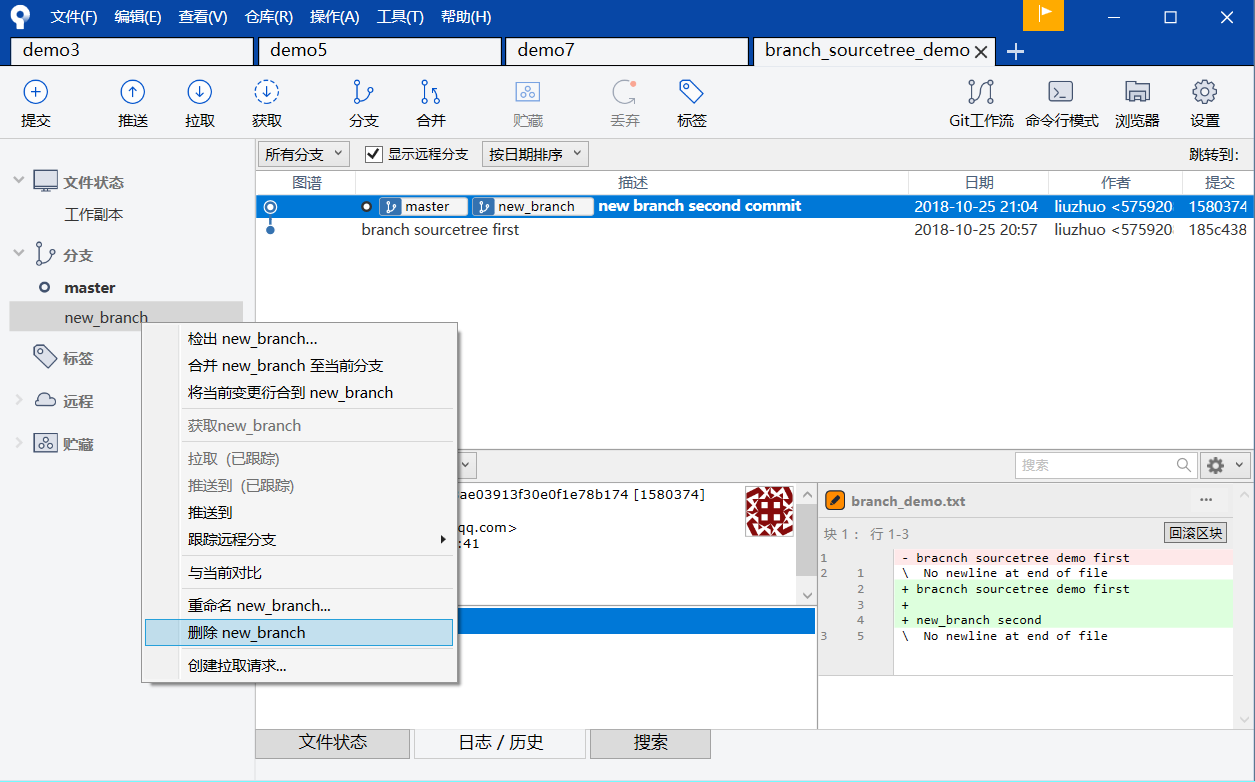 文件(F) 编辑(E) 查看(V) 仓库(R) 操作(A) 工具(T) 帮助(H)
demo3 demo5 demo7 branch_sourcetree_demo
提交 推送 拉取 获取 分支 合并 贮藏 丢弃 标签 Git工作流 命令行模式 浏览器 设置
所有分支 显示远程分支 按日期排序 跳转到:
图谱 描述 日期 作者 提交
master new_branch new branch second commit 2018-10-25 21:04 liuzhuo <575920 1580374
branch sourcetree first 2018-10-25 20:57 liuzhuo <575920 185c438
文件状态
工作副本
分支
master
new_branch
标签
远程
贮藏
检出 new_branch...
合并 new_branch 至当前分支
将当前变更衍合到 new_branch
获取new_branch
拉取（已跟踪）
推送到（已跟踪）
推送到
跟踪远程分支
与当前对比
重命名 new_branch...
删除 new_branch
创建拉取请求...
搜索
ae03913f30e0f1e78b174 [1580374]
qq.com>
:41
branch_demo.txt
块 1： 行 1-3
回滚区块
1 - bracnch sourcetree demo first
2 1 \ No newline at end of file
2 + bracnch sourcetree demo first
3 +
4 + new_branch second
3 5 \ No newline at end of file
文件状态 日志 / 历史 搜索